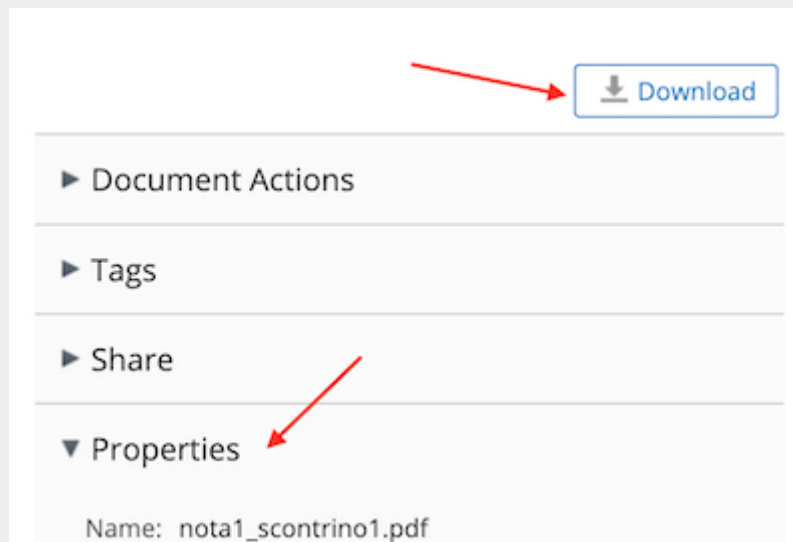 Download
Document Actions
Tags
Share
Properties
Name: nota1_scontrino1.pdf